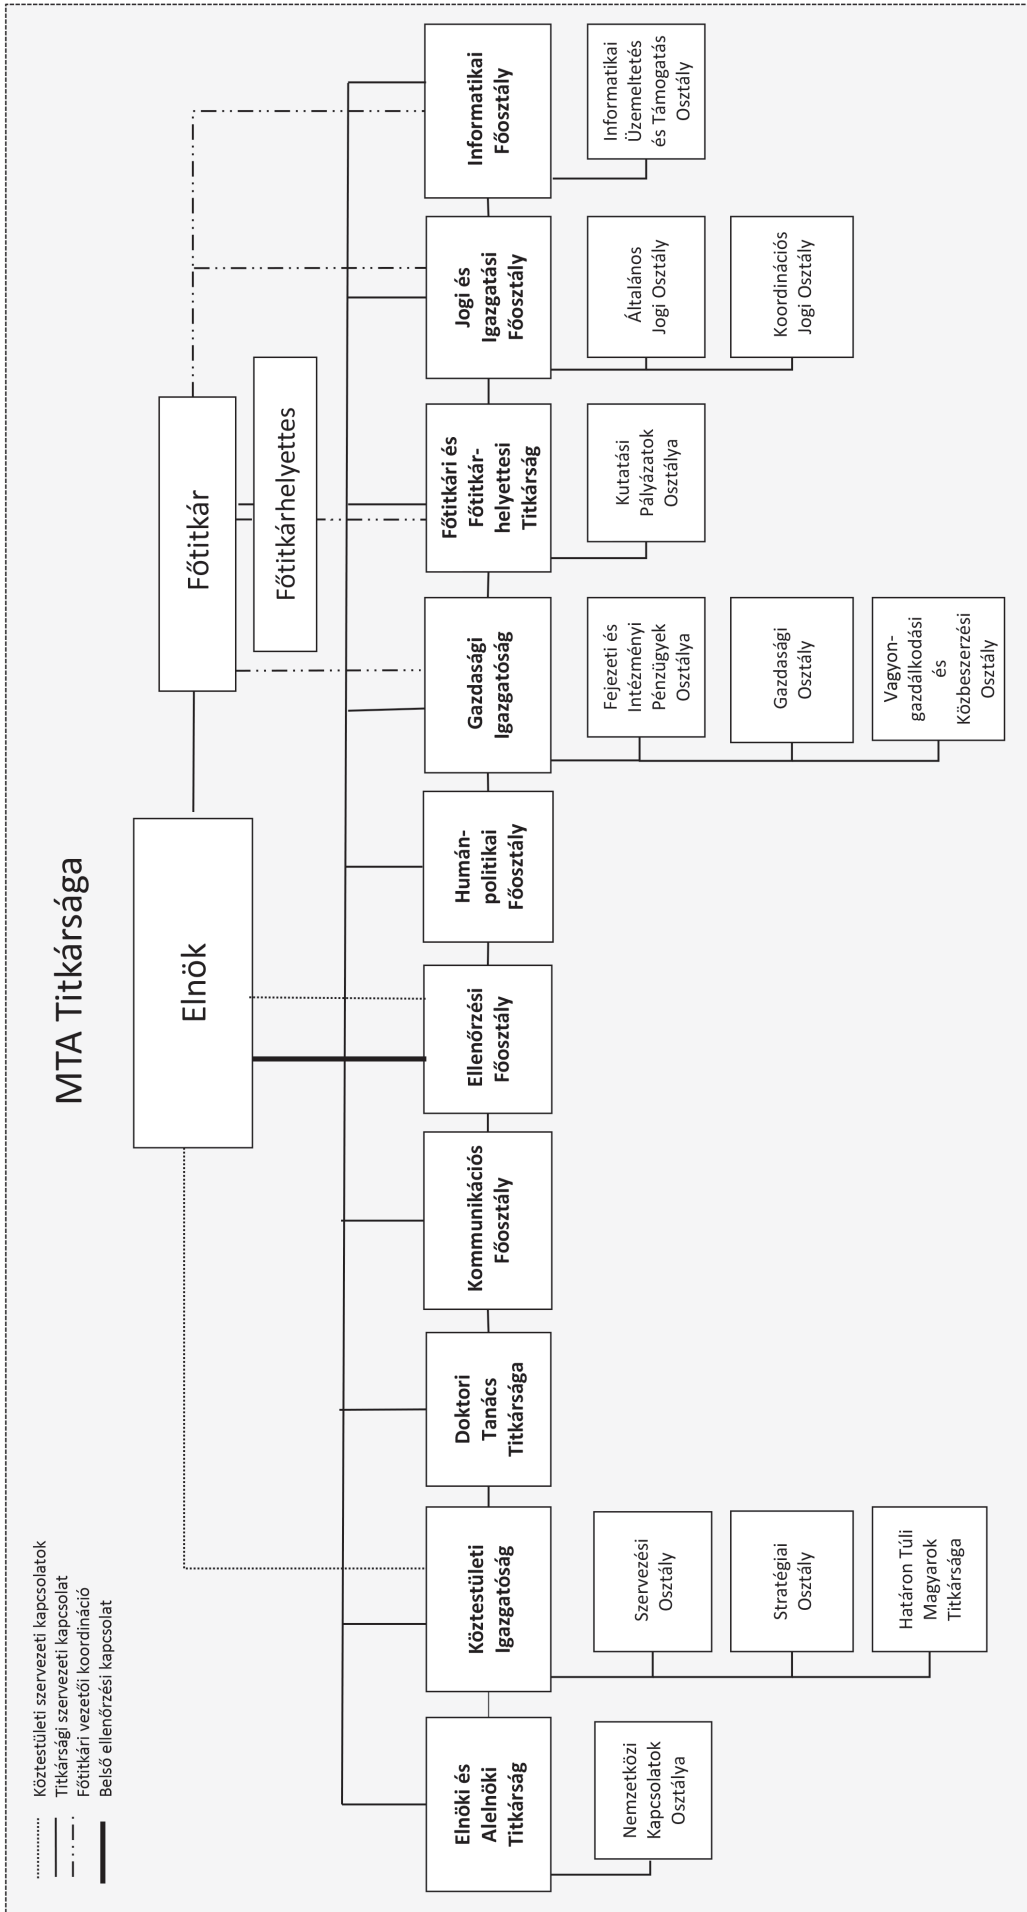 MTA Titkársága
Köztestületi szervezeti kapcsolatok
Titkársági szervezeti kapcsolat
Főtitkári vezetői koordináció
Belső ellenőrzési kapcsolat
Elnök
Főtitkár
Főtitkárhelyettes
Elnöki és
Alelnöki
Titkárság
Köztestületi
Igazgatóság
Doktori
Tanács
Titkársága
Kommunikációs
Főosztály
Ellenőrzési
Főosztály
Humán-
politikai
Főosztály
Gazdasági
Igazgatóság
Főtitkári és
Főtitkár-
helyettesi
Titkárság
Jogi és
Igazgatási
Főosztály
Informatikai
Főosztály
Nemzetközi
Kapcsolatok
Osztálya
Szervezési
Osztály
Stratégiai
Osztály
Határon Túli
Magyarok
Titkársága
Fejezeti és
Intézményi
Pénzügyek
Osztálya
Gazdasági
Osztály
Vagyon-
gazdálkodási
és
Közbeszerzési
Osztály
Kutatási
Pályázatok
Osztálya
Általános
Jogi Osztály
Koordinációs
Jogi Osztály
Informatikai
Üzemeltetés
és Támogatás
Osztály